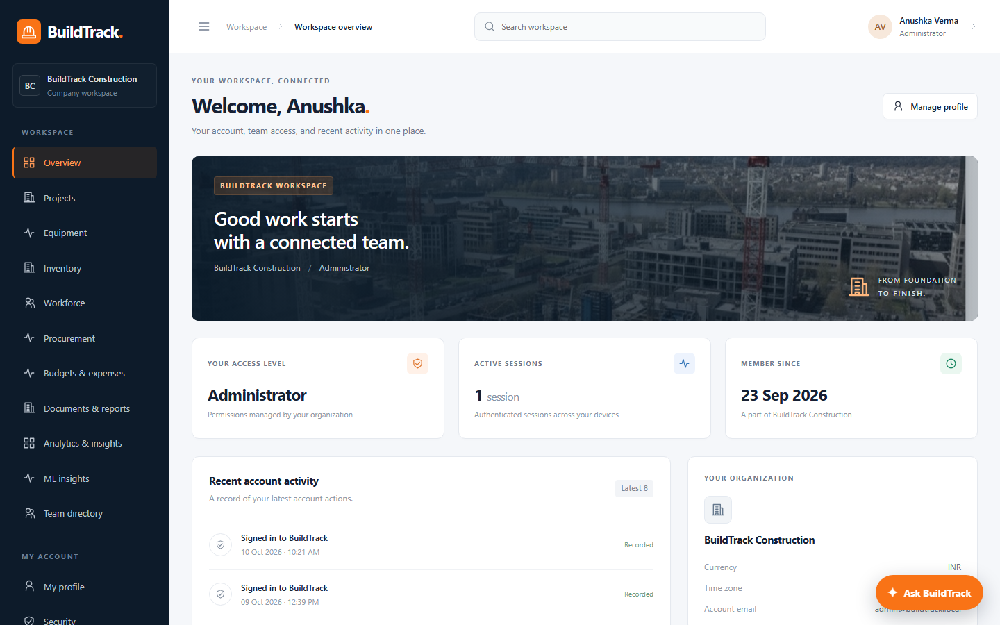 BuildTrack.
BC
BuildTrack Construction
Company workspace
WORKSPACE
Overview
Projects
Equipment
Inventory
Workforce
Procurement
Budgets & expenses
Documents & reports
Analytics & insights
ML insights
Team directory
MY ACCOUNT
My profile
Security
Workspace
Workspace overview
Search workspace
AV
Anushka Verma
Administrator
YOUR WORKSPACE, CONNECTED
Welcome, Anushka.
Your account, team access, and recent activity in one place.
Manage profile
BUILDTRACK WORKSPACE
Good work starts
with a connected team.
BuildTrack Construction / Administrator
FROM FOUNDATION
TO FINISH.
YOUR ACCESS LEVEL
Administrator
Permissions managed by your organization
ACTIVE SESSIONS
1 session
Authenticated sessions across your devices
MEMBER SINCE
23 Sep 2026
A part of BuildTrack Construction
Recent account activity
A record of your latest account actions.
Latest 8
Signed in to BuildTrack
10 Oct 2026 · 10:21 AM
Recorded
Signed in to BuildTrack
09 Oct 2026 · 12:39 PM
Recorded
YOUR ORGANIZATION
BuildTrack Construction
Currency
INR
Time zone
Account email
Ask BuildTrack